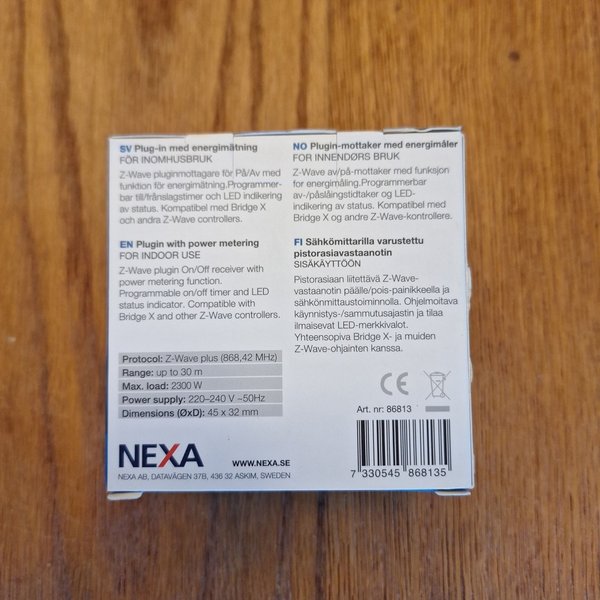 SV Plug-in med energimätning
FÖR INOMHUSBRUK
Z-Wave pluginmottagare för På/Av med
funktion för energimätning.Programmer-
bar till/frånslagstimer och LED indikering
av status. Kompatibel med Bridge X
och andra Z-Wave controllers.
EN Plugin with power metering
FOR INDOOR USE
Z-Wave plugin On/Off receiver with
power metering function.
Programmable on/off timer and LED
status indicator. Compatible with
Bridge X and other Z-Wave controllers.
NO Plugin-mottaker med energimåler
FOR INNENDØRS BRUK
Z-Wave av/på-mottaker med funksjon
for energimåling.Programmerbar
av-/påslåingstidtaker og LED-
indikering av status. Kompatibel med
Bridge X og andre Z-Wave-kontrollere.
FI Sähkömittarilla varustettu
pistorasiavastaanotin
SISÄKÄYTTÖÖN
Pistorasiaan liitettävä Z-Wave-
vastaanotin päälle/pois-painikkeella ja
sähkönmittaustoiminnolla. Ohjelmoitava
käynnistys-/sammutusajastin ja tilaa
ilmaisevat LED-merkkivalot.
Yhteensopiva Bridge X- ja muiden
Z-Wave-ohjainten kanssa.
Protocol: Z-Wave plus (868,42 MHz)
Range: up to 30 m
Max. load: 2300 W
Power supply: 220–240 V ~50Hz
Dimensions (ØxD): 45 x 32 mm
CE
Art. nr: 86813
7 330545 868135
NEXA
WWW.NEXA.SE
NEXA AB, DATAVÄGEN 37B, 436 32 ASKIM, SWEDEN